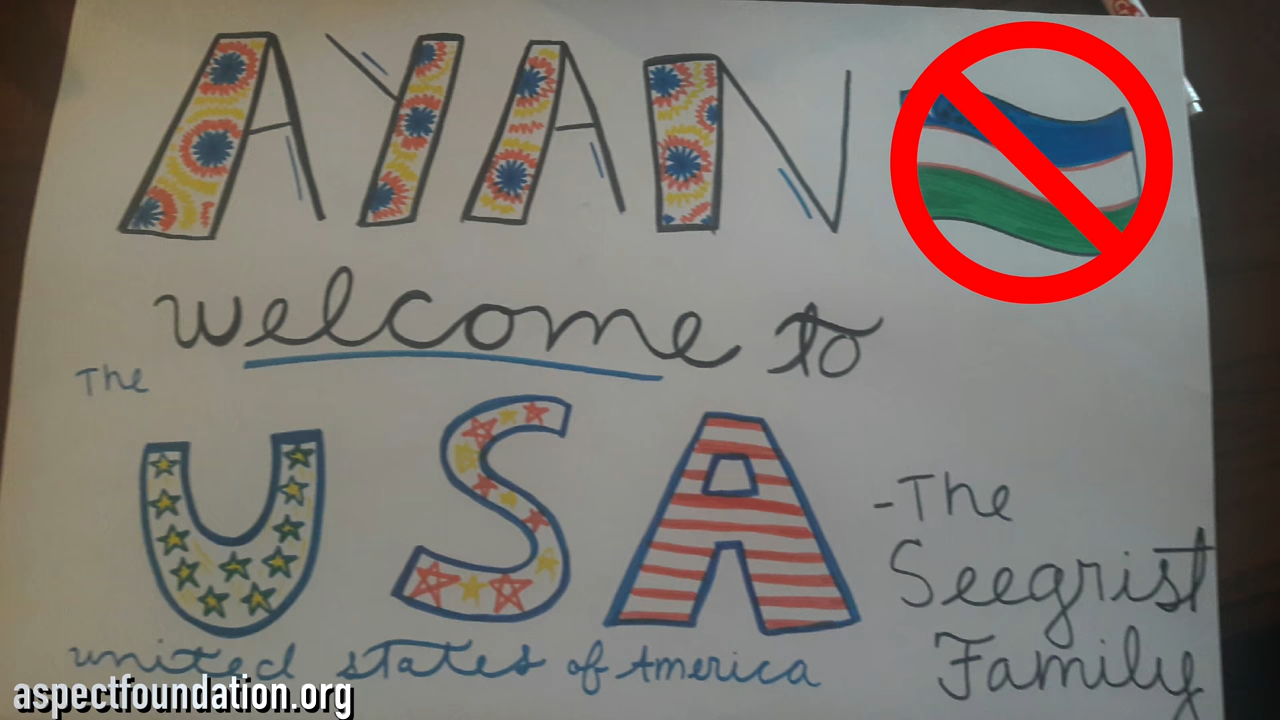 AYAN
welcome to
The
USA
united states of America
-The
Seegrist
Family
aspectfoundation.org